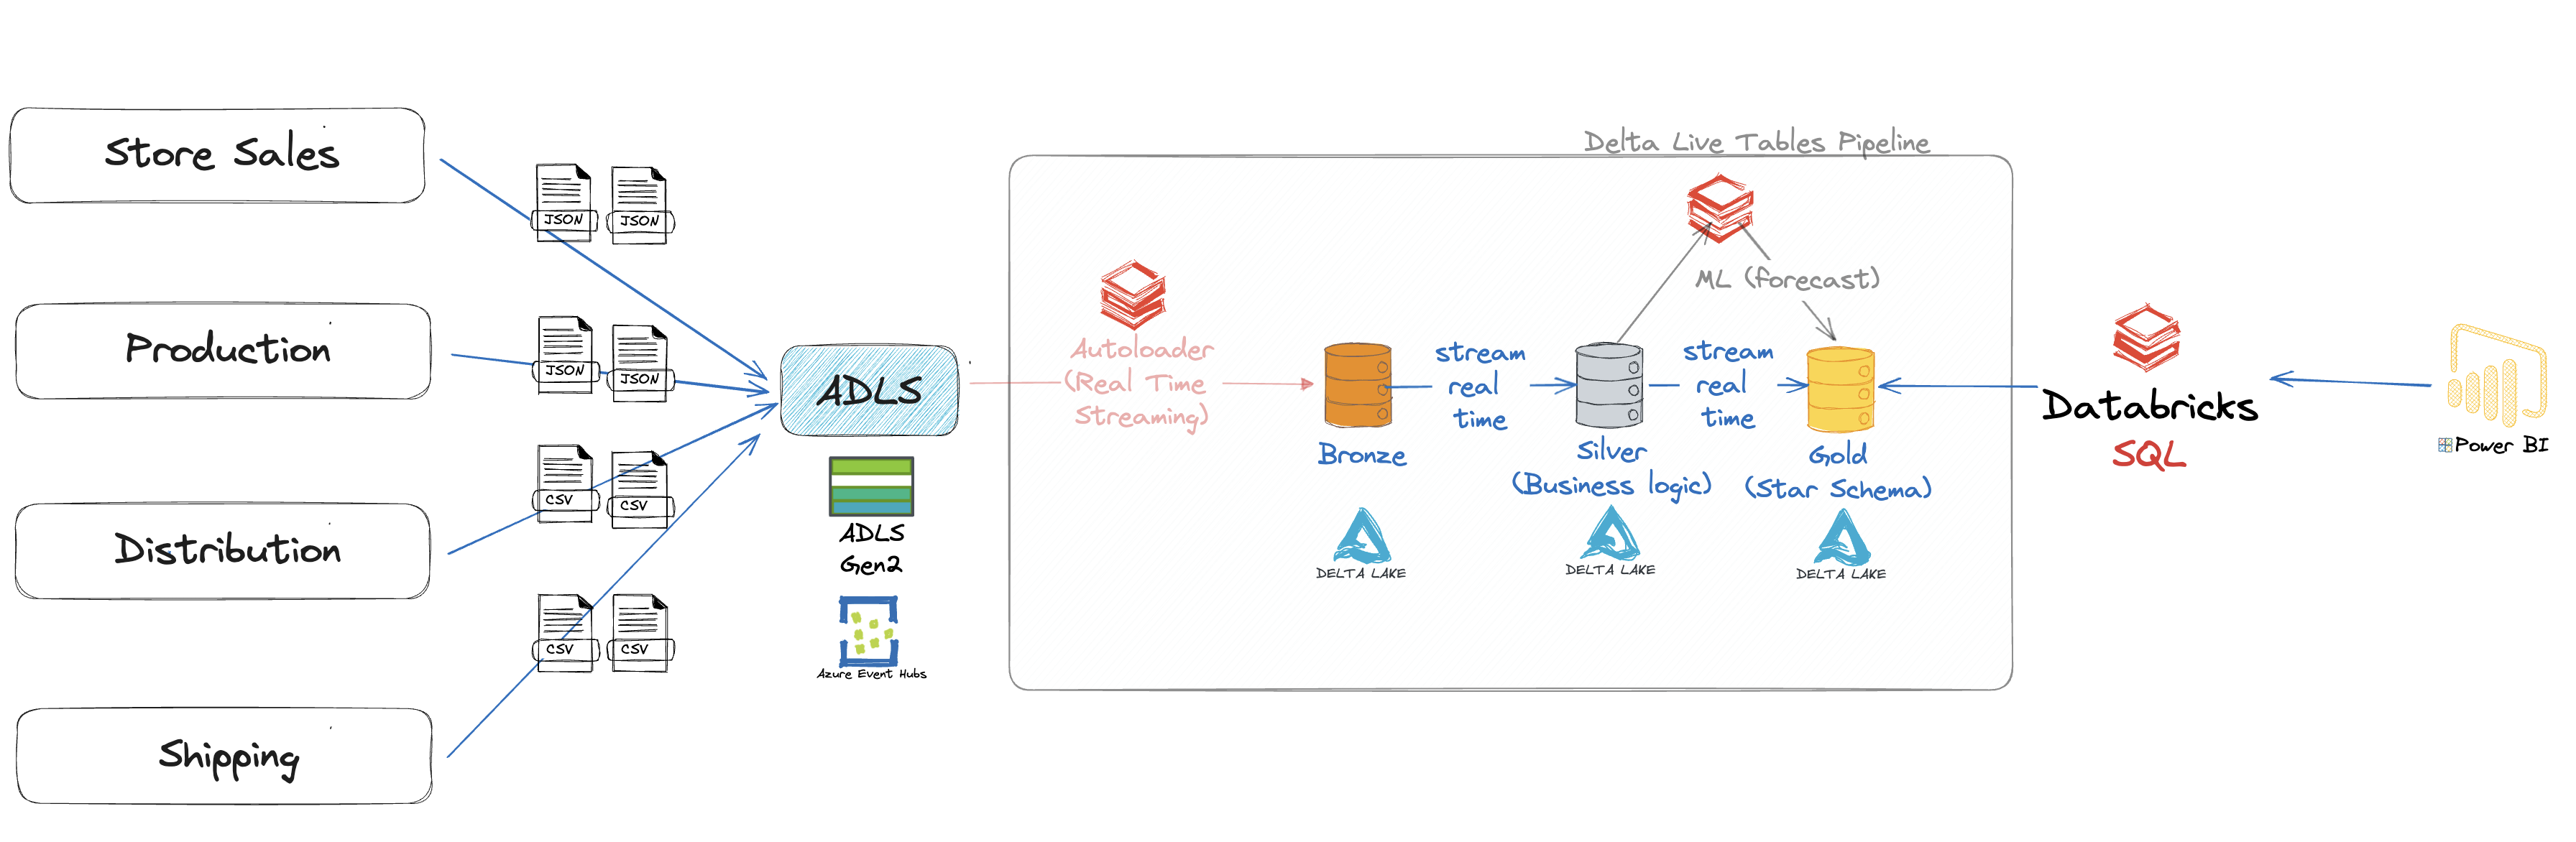 Store Sales
JSON
JSON
Production
JSON
JSON
Distribution
CSV
CSV
Shipping
CSV
CSV
ADLS
ADLS
Gen2
Azure Event Hubs
Delta Live Tables Pipeline
Autoloader
(Real Time
Streaming)
Bronze
DELTA LAKE
stream
real
time
Silver
(Business logic)
DELTA LAKE
ML (forecast)
stream
real
time
Gold
(Star Schema)
DELTA LAKE
Databricks
SQL
Power BI